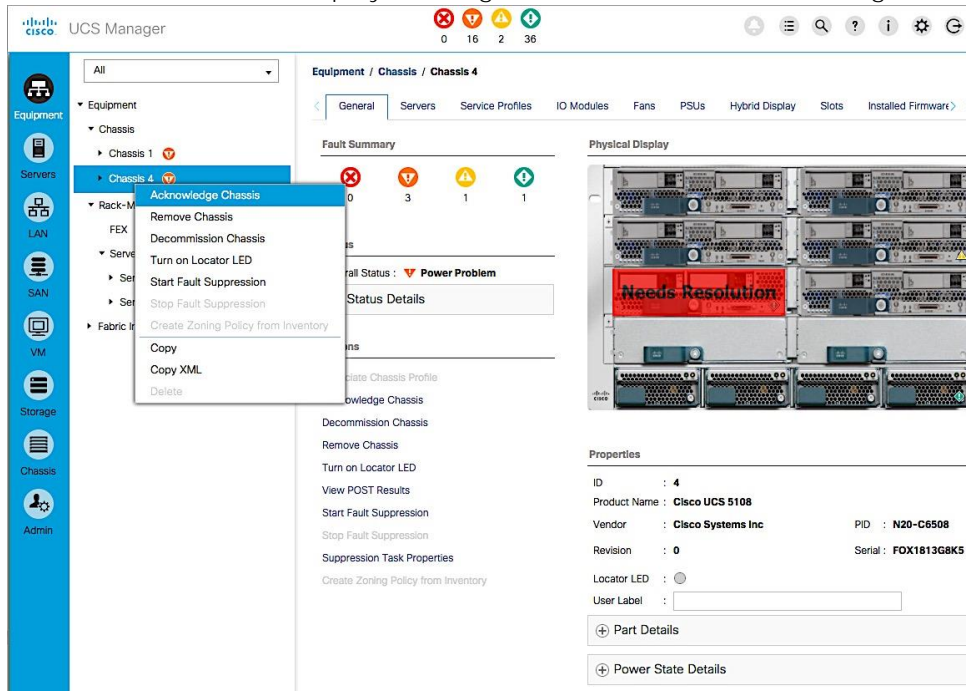 cisco UCS Manager
0 16 2 36
Equipment
Servers
LAN
SAN
VM
Storage
Chassis
Admin
All
Equipment
Chassis
Chassis 1
Chassis 4
Rack-M
FEX
Serve
Ser
Ser
Fabric Ir
Acknowledge Chassis
Remove Chassis
Decommission Chassis
Turn on Locator LED
Start Fault Suppression
Stop Fault Suppression
Create Zoning Policy from Inventory
Copy
Copy XML
Delete
Equipment / Chassis / Chassis 4
General Servers Service Profiles IO Modules Fans PSUs Hybrid Display Slots Installed Firmware
Fault Summary
0 3 1 1
us
rall Status : Power Problem
Status Details
ons
ciate Chassis Profile
owledge Chassis
Decommission Chassis
Remove Chassis
Turn on Locator LED
View POST Results
Start Fault Suppression
Stop Fault Suppression
Suppression Task Properties
Create Zoning Policy from Inventory
Physical Display
Needs Resolution
cisco
Properties
ID : 4
Product Name : Cisco UCS 5108
Vendor : Cisco Systems Inc PID : N20-C6508
Revision : 0 Serial : FOX1813G8K5
Locator LED :
User Label :
Part Details
Power State Details